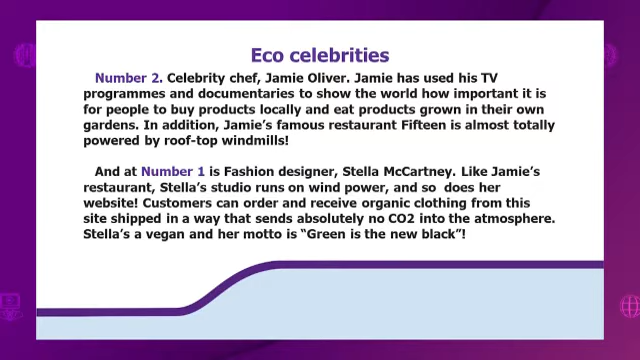 Eco celebrities
Number 2. Celebrity chef, Jamie Oliver. Jamie has used his TV
programmes and documentaries to show the world how important it is
for people to buy products locally and eat products grown in their own
gardens. In addition, Jamie's famous restaurant Fifteen is almost totally
powered by roof-top windmills!
And at Number 1 is Fashion designer, Stella McCartney. Like Jamie's
restaurant, Stella's studio runs on wind power, and so does her
website! Customers can order and receive organic clothing from this
site shipped in a way that sends absolutely no CO2 into the atmosphere.
Stella's a vegan and her motto is “Green is the new black”!